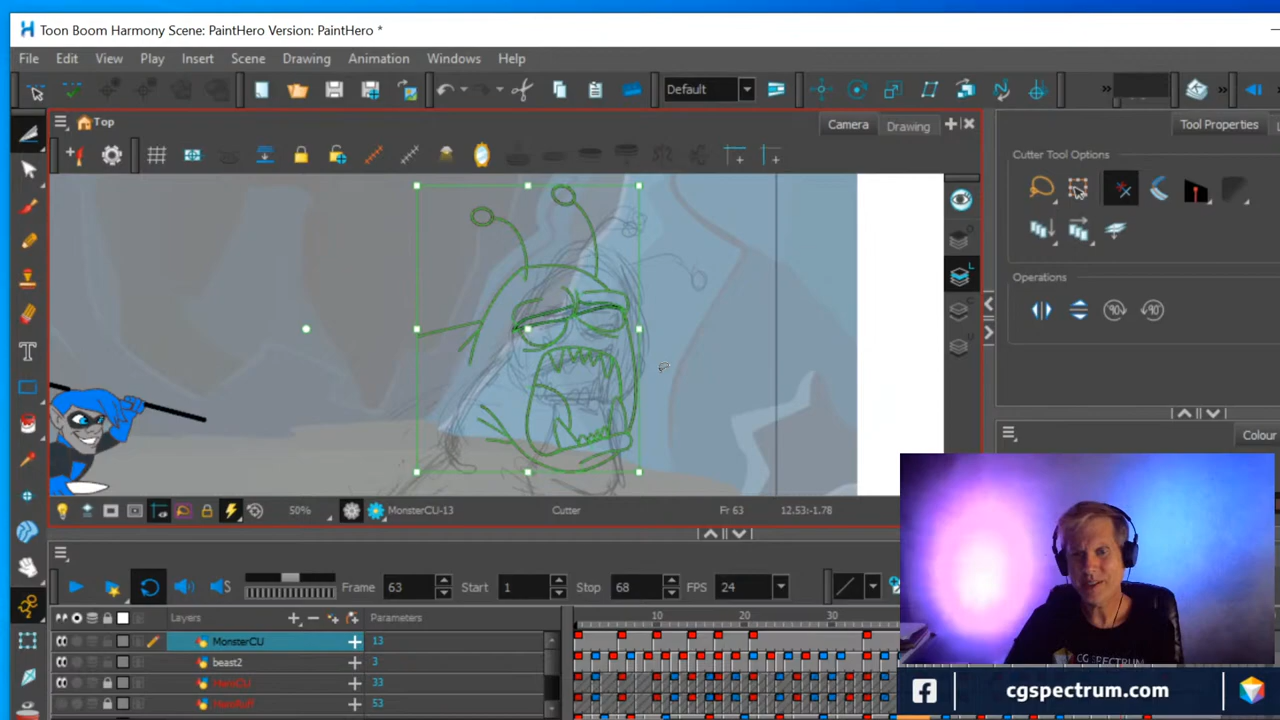 Toon Boom Harmony Scene: PaintHero Version: PaintHero *
File Edit View Play Insert Scene Drawing Animation Windows Help
Default
Top
Camera
Drawing
Tool Properties
Cutter Tool Options
Operations
Colour
50%
MonsterCU-13
Cutter
Fr 63
12.53:-1.78
Frame 63 Start 1 Stop 68 FPS 24
Layers
Parameters
10 20 30
MonsterCU 13
beast2 3
HeroCU 33
53
CG SPECTRUM
cgspectrum.com